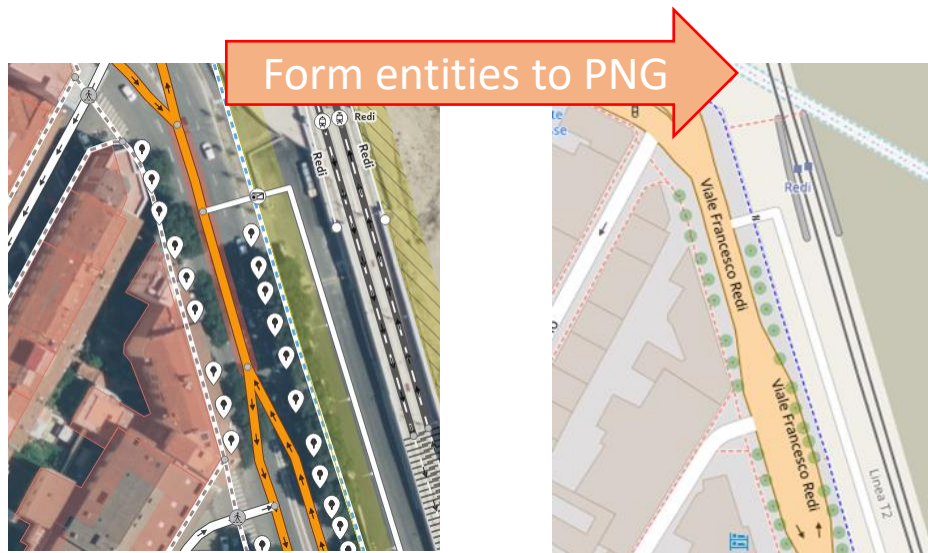 Form entities to PNG
Redi
Redi
Redi
Redi
Viale Francesco Redi
Viale Francesco Redi
Linea T2